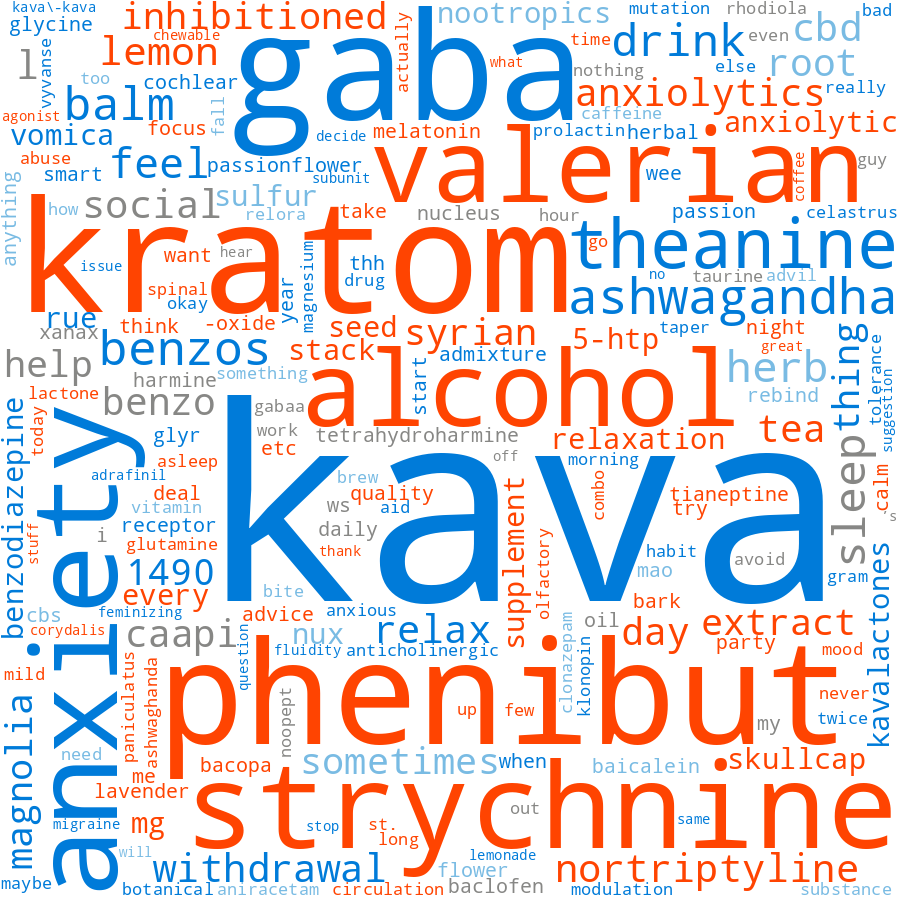 kava\-kava
glycine
inhibitioned
nootropics
mutation
rhodiola
bad
chewable
lemon
actually
time
drink
even
cbd
l
vyvanse
too
cochlear
gaba
what
nothing
else
root
really
agonist
balm
fall
anxiolytics
caffeine
vomica
focus
decide
melatonin
prolactin
herbal
anxiolytic
abuse
smart
feel
passionflower
subunit
valerian
wee
coffee
guy
anything
how
social
sulfur
relora
take
nucleus
hour
passion
celastrus
kratom
issue
want
hear
magnesium
thh
drug
go
theanine
no
taurine
advil
spinal
okay
year
ashwagandha
rue
xanax
think
-oxide
seed
syrian
5-htp
taper
night
great
benzos
stack
admixture
help
harmine
something
start
alcohol
herb
rebind
thing
tolerance
suggestion
lactone
benzo
gabaa
today
glyr
work
etc
tetrahydroharmine
off
relaxation
tea
benzodiazepine
anxiety
adrafinil
asleep
morning
sleep
calm
stuff
vitamin
deal
brew
quality
combo
tianeptine
try
's
i
receptor
ws
aid
daily
supplement
olfactory
glutamine
thank
kava
habit
avoid
1490
mao
gram
every
bite
cbs
feminizing
advice
anxious
bark
oil
corydalis
caapi
nux
relax
clonazepam
klonopin
day
extract
kavalactones
party
mood
question
fluidity
anticholinergic
mild
magnolia
paniculatus
ashwaghanda
phenibut
never
noopept
up
few
my
twice
need
me
bacopa
sometimes
when
baicalein
skullcap
lavender
strychnine
migraine
mg
out
stop
st.
long
same
will
withdrawal
lemonade
flower
nortriptyline
maybe
botanical
aniracetam
circulation
baclofen
modulation
substance